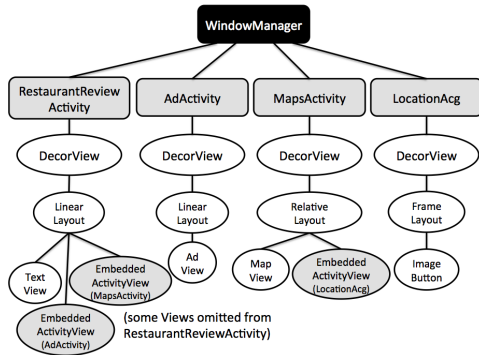 WindowManager
RestaurantReview
Activity
AdActivity
MapsActivity
LocationAcg
DecorView
DecorView
DecorView
DecorView
Linear
Layout
Linear
Layout
Relative
Layout
Frame
Layout
Text
View
Embedded
ActivityView
(MapsActivity)
Ad
View
Map
View
Embedded
ActivityView
(LocationAcg)
Image
Button
Embedded
ActivityView
(AdActivity)
(some Views omitted from
RestaurantReviewActivity)